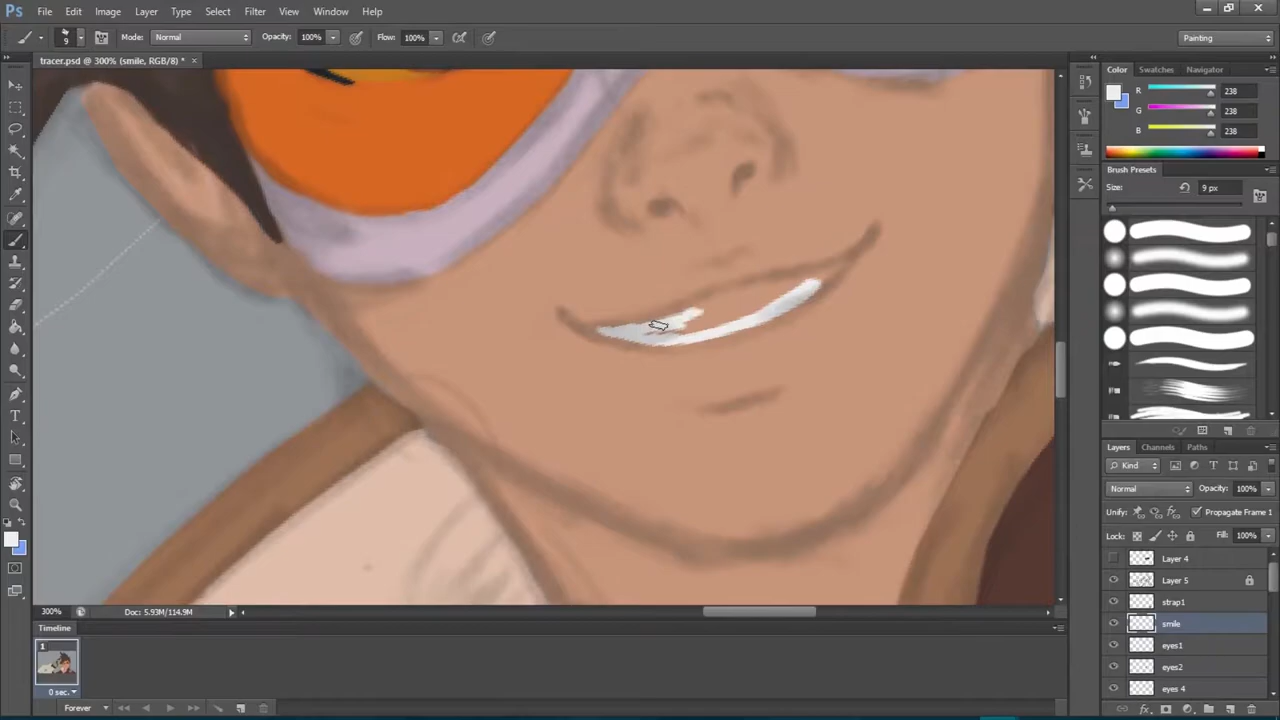 Ps File Edit Image Layer Type Select Filter View Window Help
9 Mode: Normal Opacity: 100% Flow: 100% Painting
tracer.psd @ 300% (smile, RGB/8) * ×
Color Swatches Navigator
R 238
G 238
B 238
Brush Presets
Size: 9 px
Layers Channels Paths
Kind
Normal Opacity: 100%
Unify: Propagate Frame 1
Lock: Fill: 100%
Layer 4
Layer 5
strap1
smile
eyes1
eyes2
eyes 4
300% Doc: 5.93M/114.9M
Timeline
1
0 sec.
Forever